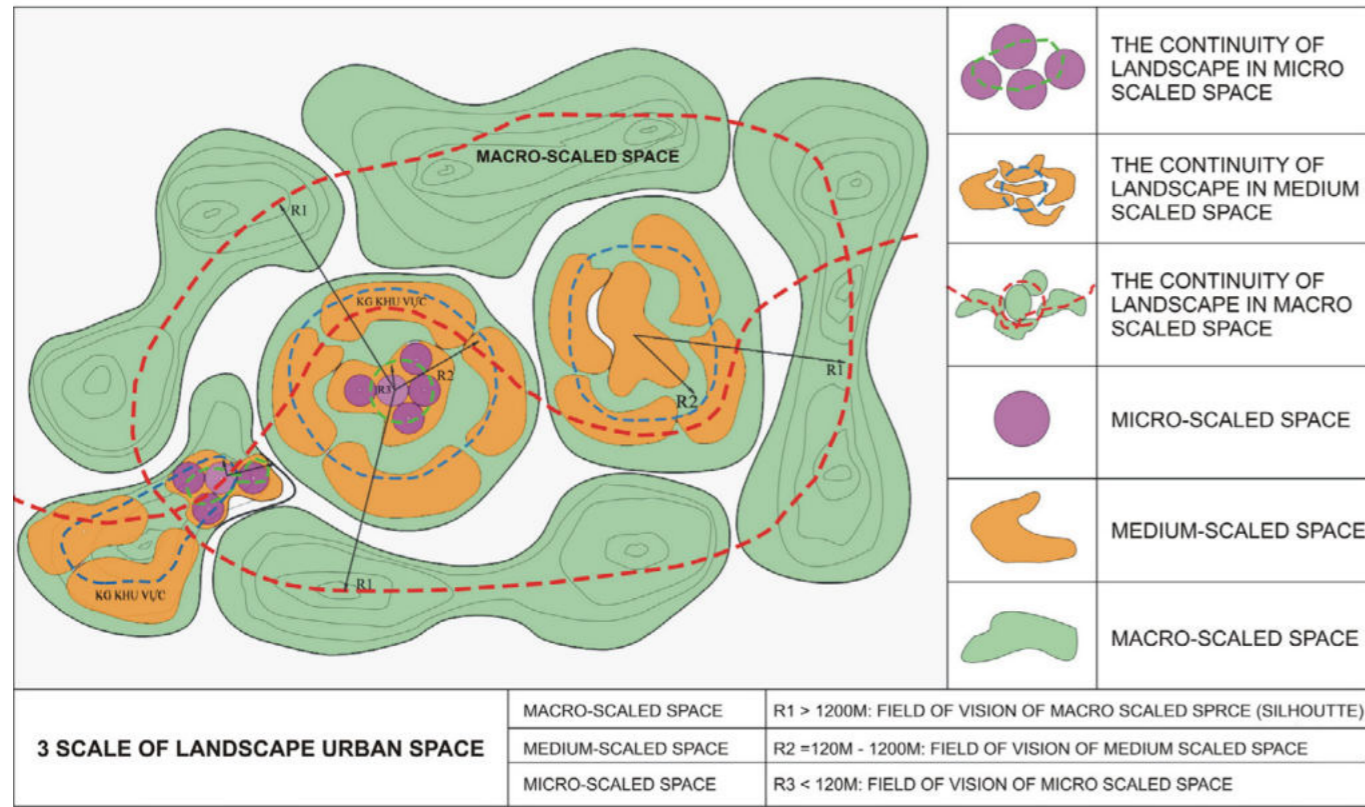 MACRO-SCALED SPACE
R1
KG KHU VỰC
R2
R3
R1
R2
R1
KG KHU VỰC
THE CONTINUITY OF
LANDSCAPE IN MICRO
SCALED SPACE
THE CONTINUITY OF
LANDSCAPE IN MEDIUM
SCALED SPACE
THE CONTINUITY OF
LANDSCAPE IN MACRO
SCALED SPACE
MICRO-SCALED SPACE
MEDIUM-SCALED SPACE
MACRO-SCALED SPACE
3 SCALE OF LANDSCAPE URBAN SPACE
MACRO-SCALED SPACE
R1 > 1200M: FIELD OF VISION OF MACRO SCALED SPRCE (SILHOUTTE)
MEDIUM-SCALED SPACE
R2 =120M - 1200M: FIELD OF VISION OF MEDIUM SCALED SPACE
MICRO-SCALED SPACE
R3 < 120M: FIELD OF VISION OF MICRO SCALED SPACE